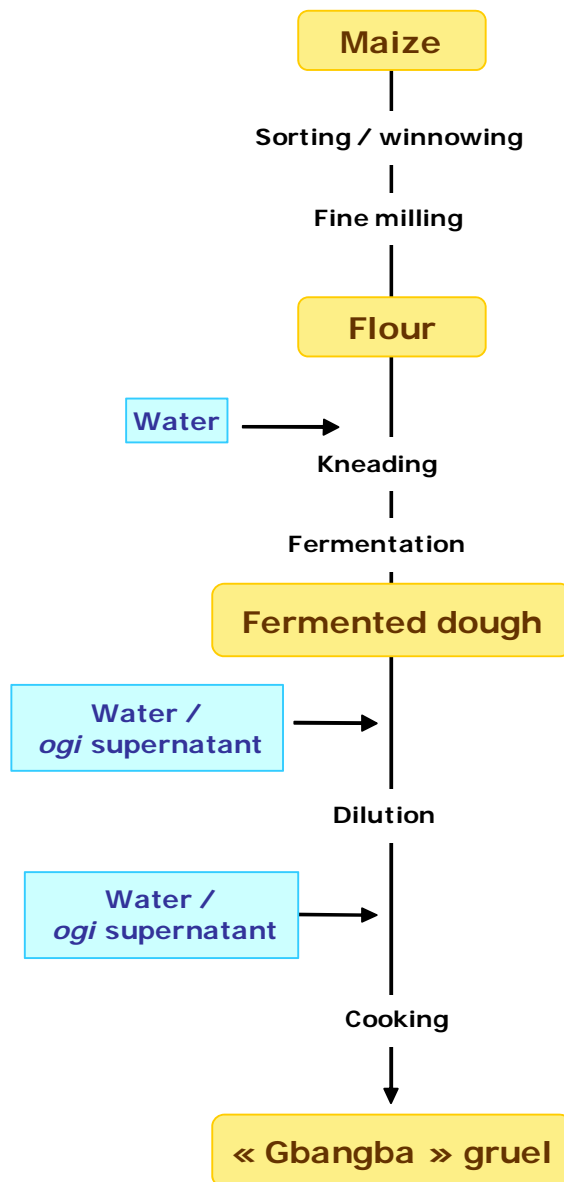 Maize
Sorting / winnowing
Fine milling
Flour
Water
Kneading
Fermentation
Fermented dough
Water /
ogi supernatant
Dilution
Water /
ogi supernatant
Cooking
« Gbangba » gruel